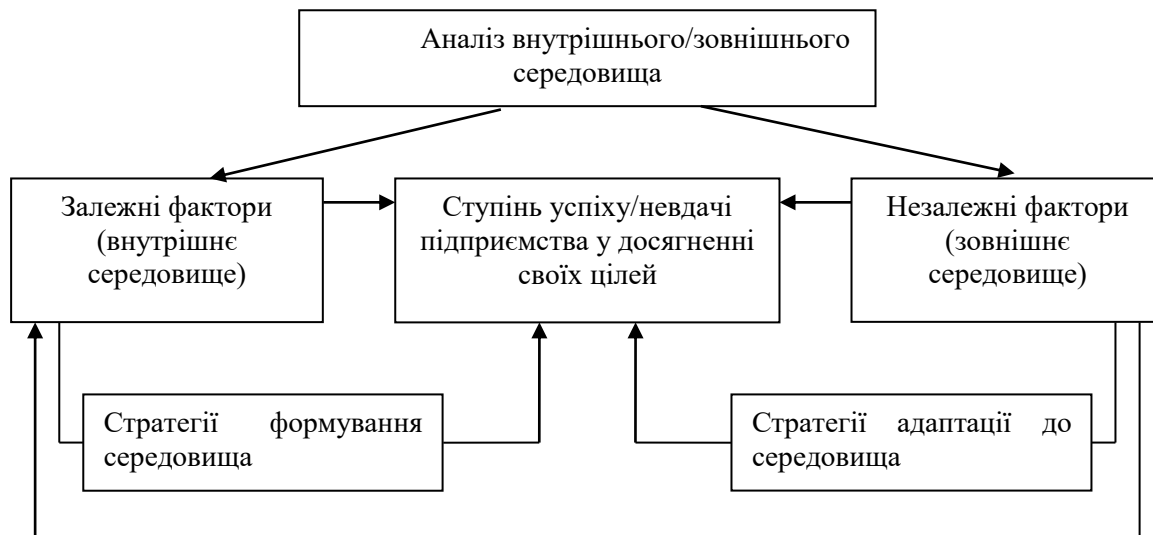 Аналіз внутрішнього/зовнішнього
середовища
Залежні фактори
(внутрішнє
середовище)
Ступінь успіху/невдачі
підприємства у досягненні
своїх цілей
Незалежні фактори
(зовнішнє
середовище)
Стратегії формування
середовища
Стратегії адаптації до
середовища